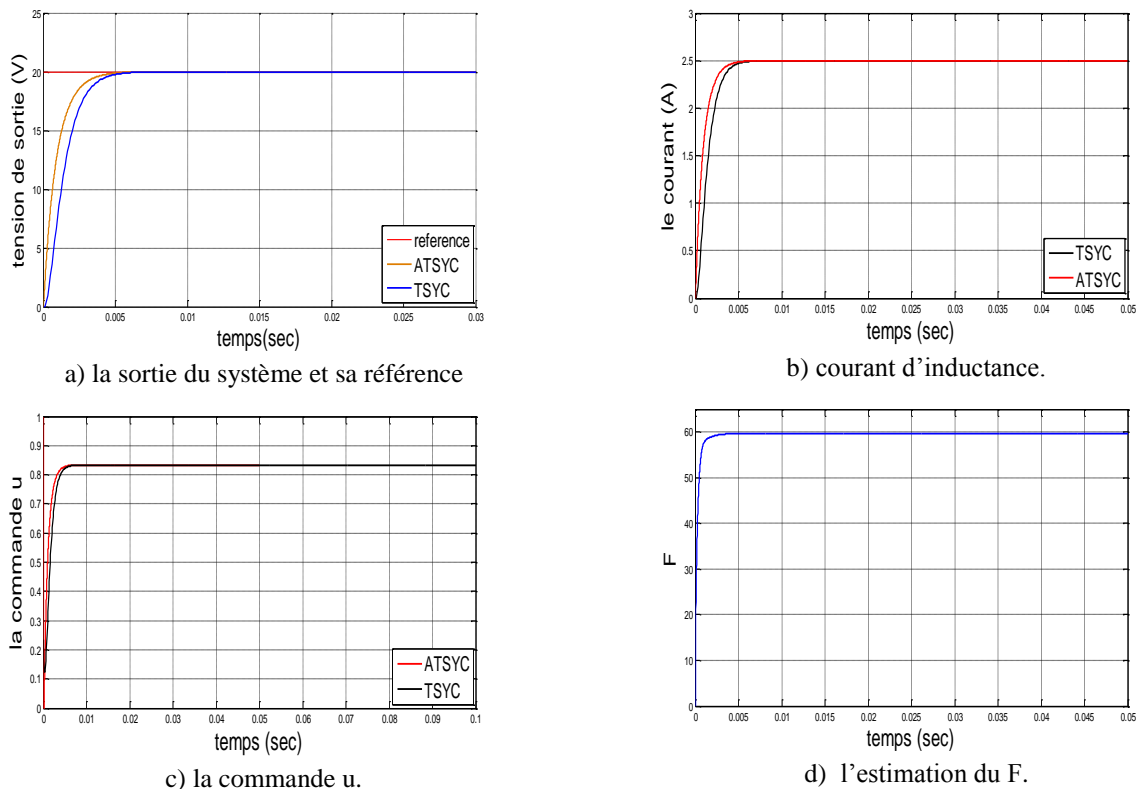 25
20
15
10
5
0
tension de sortie (V)
reference
ATSYC
TSYC
0 0.005 0.01 0.015 0.02 0.025 0.03
temps(sec)
a) la sortie du système et sa référence
3
2.5
2
1.5
1
0.5
0
le courant (A)
TSYC
ATSYC
0 0.005 0.01 0.015 0.02 0.025 0.03 0.035 0.04 0.045 0.05
temps (sec)
b) courant d’inductance.
1
0.9
0.8
0.7
0.6
0.5
0.4
0.3
0.2
0.1
0
la commande u
ATSYC
TSYC
0 0.01 0.02 0.03 0.04 0.05 0.06 0.07 0.08 0.09 0.1
temps (sec)
c) la commande u.
60
50
40
30
20
10
0
F
0 0.005 0.01 0.015 0.02 0.025 0.03 0.035 0.04 0.045 0.05
temps (sec)
d) l’estimation du F.